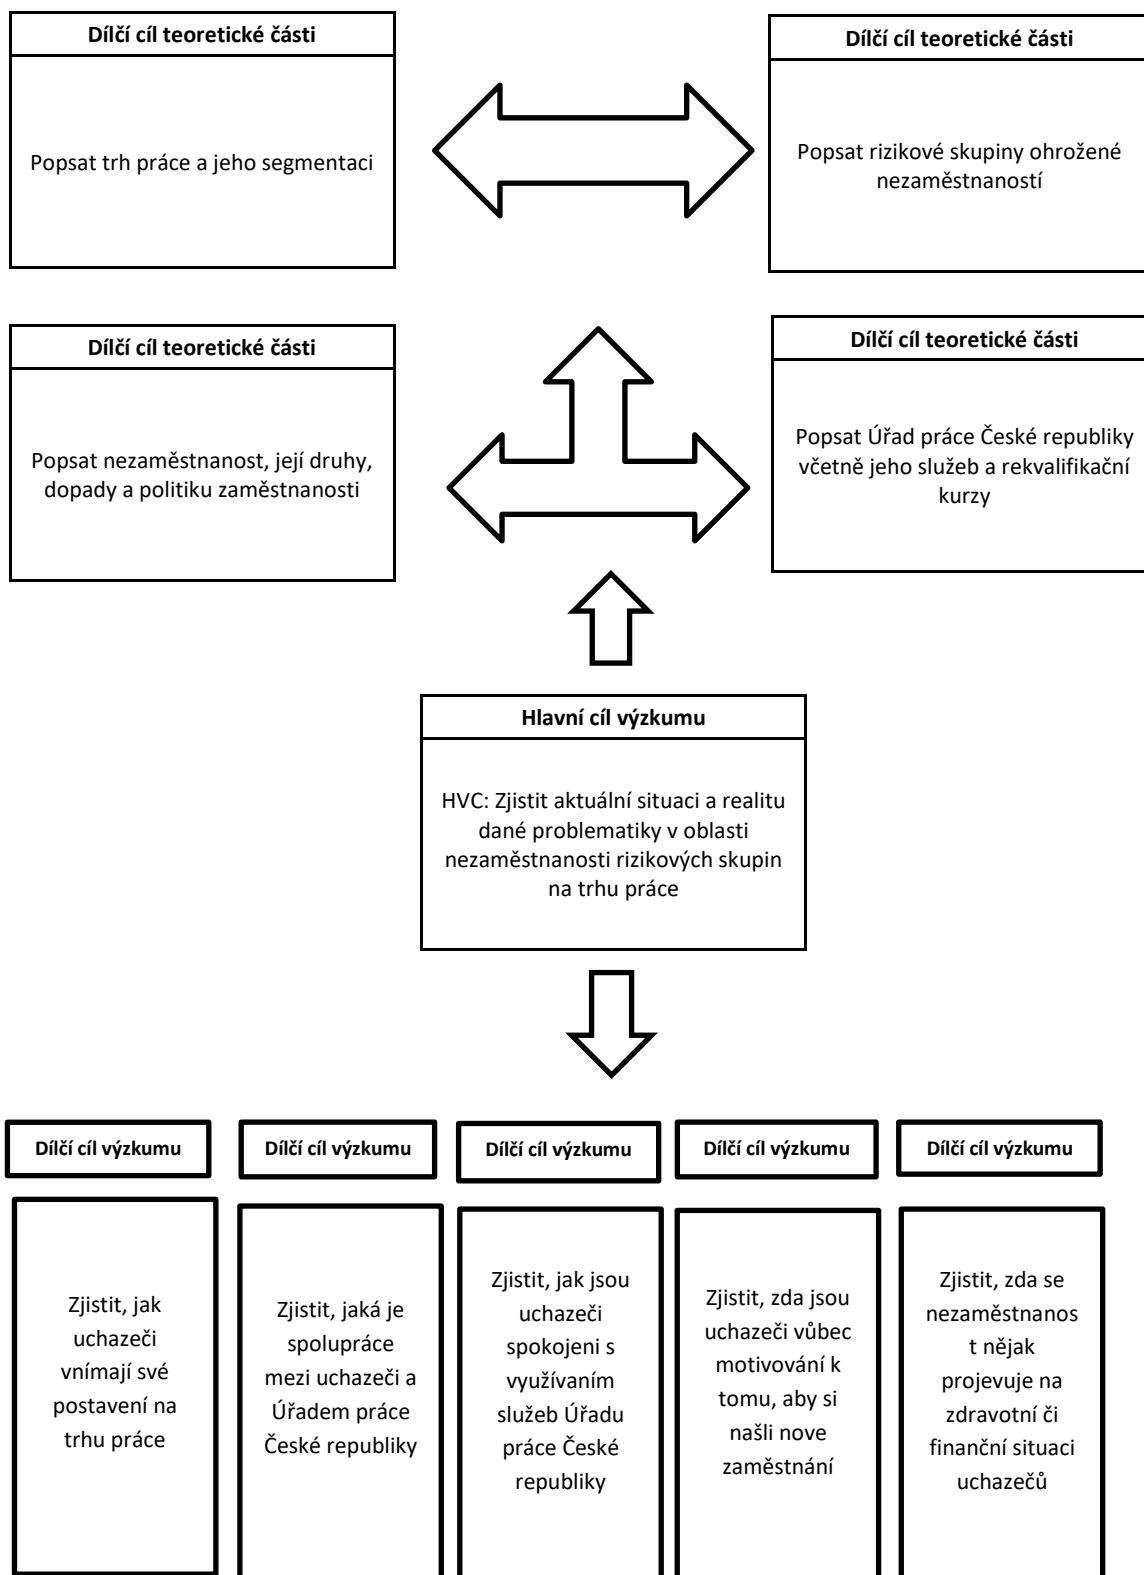 Dílčí cíl teoretické části
Popsat trh práce a jeho segmentaci
Dílčí cíl teoretické části
Popsat rizikové skupiny ohrožené
nezaměstnaností
Dílčí cíl teoretické části
Popsat nezaměstnanost, její druhy,
dopady a politiku zaměstnanosti
Dílčí cíl teoretické části
Popsat Úřad práce České republiky
včetně jeho služeb a rekvalifikační
kurzy
Hlavní cíl výzkumu
HVC: Zjistit aktuální situaci a realitu
dané problematiky v oblasti
nezaměstnanosti rizikových skupin
na trhu práce
Dílčí cíl výzkumu
Zjistit, jak
uchazeči
vnímají své
postavení na
trhu práce
Dílčí cíl výzkumu
Zjistit, jaká je
spolupráce
mezi uchazeči a
Úřadem práce
České republiky
Dílčí cíl výzkumu
Zjistit, jak jsou
uchazeči
spokojeni s
využívaním
služeb Úřadu
práce České
republiky
Dílčí cíl výzkumu
Zjistit, zda jsou
uchazeči vůbec
motivování k
tomu, aby si
našli nove
zaměstnání
Dílčí cíl výzkumu
Zjistit, zda se
nezaměstnanos
t nějak
projevuje na
zdravotní či
finanční situaci
uchazečů